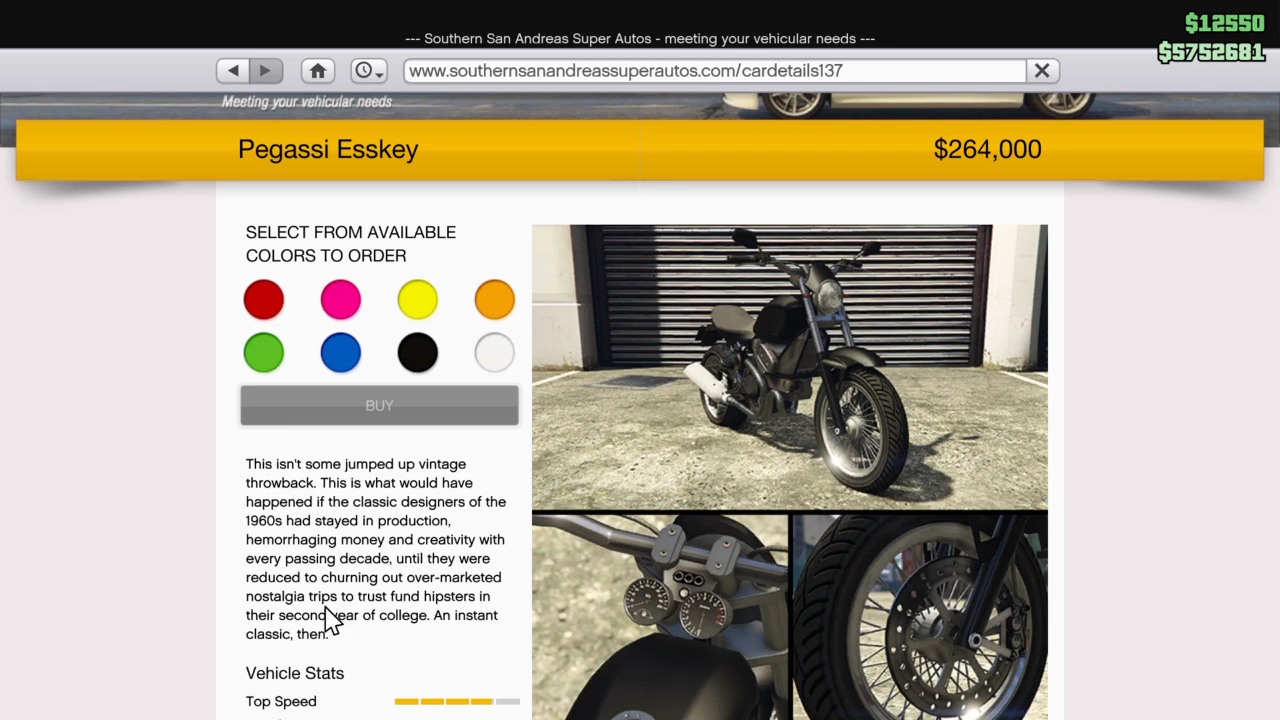 $12550
--- Southern San Andreas Super Autos - meeting your vehicular needs ---
$5752681
www.southernsanandreassuperautos.com/cardetails137
Meeting your vehicular needs
Pegassi Esskey
$264,000
SELECT FROM AVAILABLE
COLORS TO ORDER
BUY
This isn't some jumped up vintage
throwback. This is what would have
happened if the classic designers of the
1960s had stayed in production,
hemorrhaging money and creativity with
every passing decade, until they were
reduced to churning out over-marketed
nostalgia trips to trust fund hipsters in
their second year of college. An instant
classic, then.
Vehicle Stats
Top Speed